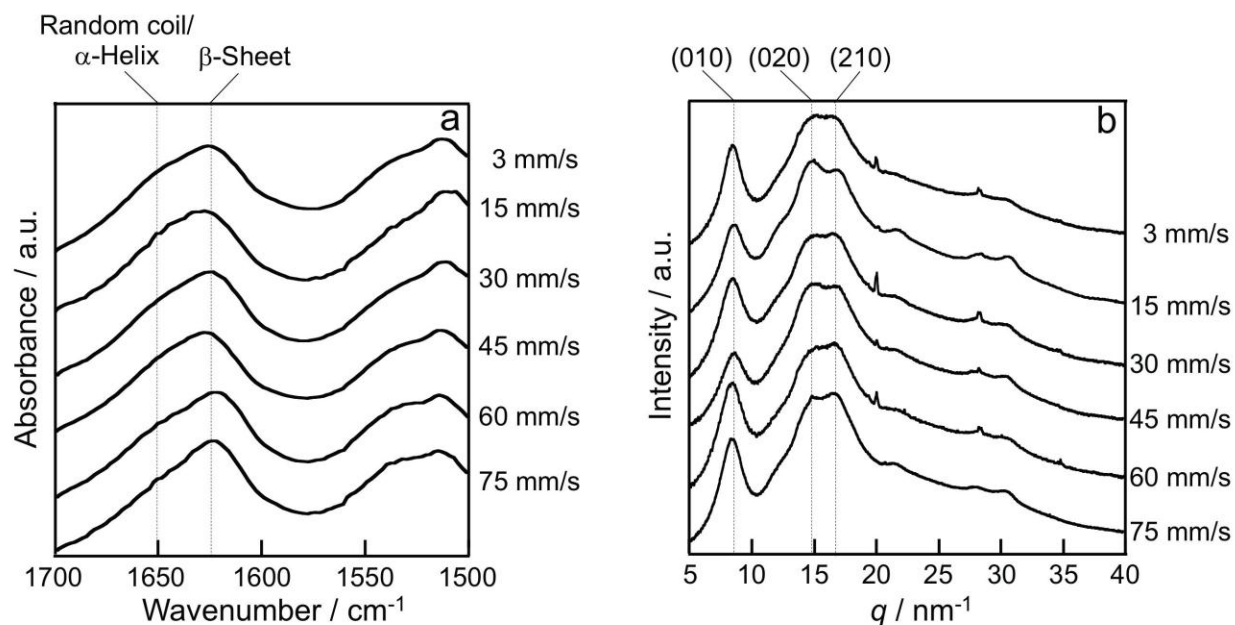 Random coil/
α-Helix
β-Sheet
a
3 mm/s
15 mm/s
30 mm/s
45 mm/s
60 mm/s
75 mm/s
Absorbance / a.u.
1700 1650 1600 1550 1500
Wavenumber / cm⁻¹
(010) (020) (210)
b
3 mm/s
15 mm/s
30 mm/s
45 mm/s
60 mm/s
75 mm/s
Intensity / a.u.
5 10 15 20 25 30 35 40
q / nm⁻¹